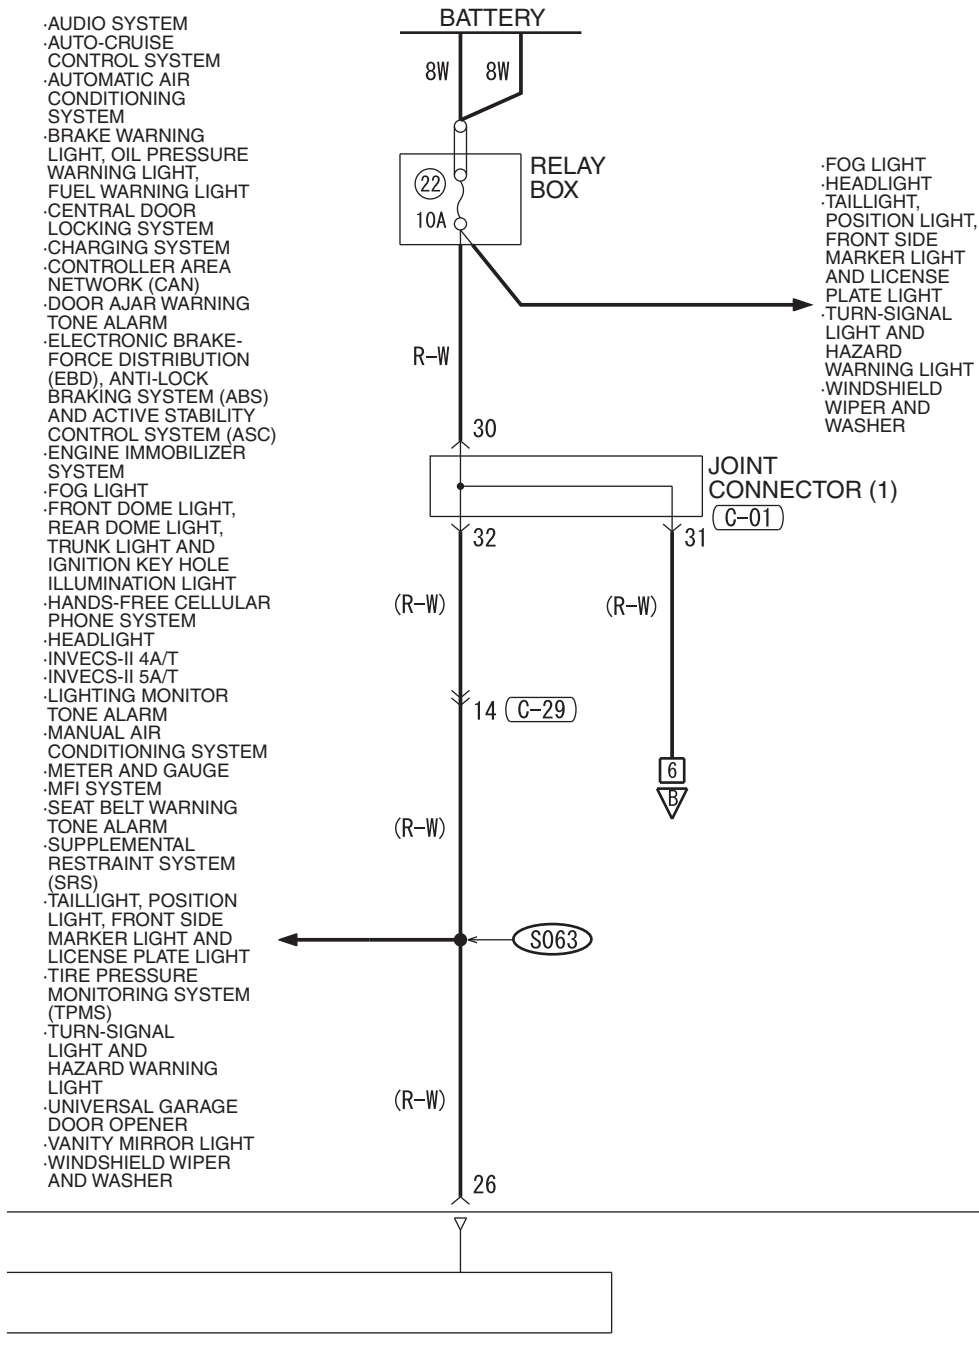 ·AUDIO SYSTEM
·AUTO-CRUISE
CONTROL SYSTEM
·AUTOMATIC AIR
CONDITIONING
SYSTEM
·BRAKE WARNING
LIGHT, OIL PRESSURE
WARNING LIGHT,
FUEL WARNING LIGHT
·CENTRAL DOOR
LOCKING SYSTEM
·CHARGING SYSTEM
·CONTROLLER AREA
NETWORK (CAN)
·DOOR AJAR WARNING
TONE ALARM
·ELECTRONIC BRAKE-
FORCE DISTRIBUTION
(EBD), ANTI-LOCK
BRAKING SYSTEM (ABS)
AND ACTIVE STABILITY
CONTROL SYSTEM (ASC)
·ENGINE IMMOBILIZER
SYSTEM
·FOG LIGHT
·FRONT DOME LIGHT,
REAR DOME LIGHT,
TRUNK LIGHT AND
IGNITION KEY HOLE
ILLUMINATION LIGHT
·HANDS-FREE CELLULAR
PHONE SYSTEM
·HEADLIGHT
·INVECS-II 4A/T
·INVECS-II 5A/T
·LIGHTING MONITOR
TONE ALARM
·MANUAL AIR
CONDITIONING SYSTEM
·METER AND GAUGE
·MFI SYSTEM
·SEAT BELT WARNING
TONE ALARM
·SUPPLEMENTAL
RESTRAINT SYSTEM
(SRS)
·TAILLIGHT, POSITION
LIGHT, FRONT SIDE
MARKER LIGHT AND
LICENSE PLATE LIGHT
·TIRE PRESSURE
MONITORING SYSTEM
(TPMS)
·TURN-SIGNAL
LIGHT AND
HAZARD WARNING
LIGHT
·UNIVERSAL GARAGE
DOOR OPENER
·VANITY MIRROR LIGHT
·WINDSHIELD WIPER
AND WASHER
BATTERY
8W 8W
RELAY
BOX
22
10A
·FOG LIGHT
·HEADLIGHT
·TAILLIGHT,
POSITION LIGHT,
FRONT SIDE
MARKER LIGHT
AND LICENSE
PLATE LIGHT
·TURN-SIGNAL
LIGHT AND
HAZARD
WARNING LIGHT
·WINDSHIELD
WIPER AND
WASHER
R-W
30
JOINT
CONNECTOR (1)
C-01
32 31
(R-W) (R-W)
14 C-29
6
B
(R-W)
S063
(R-W)
26